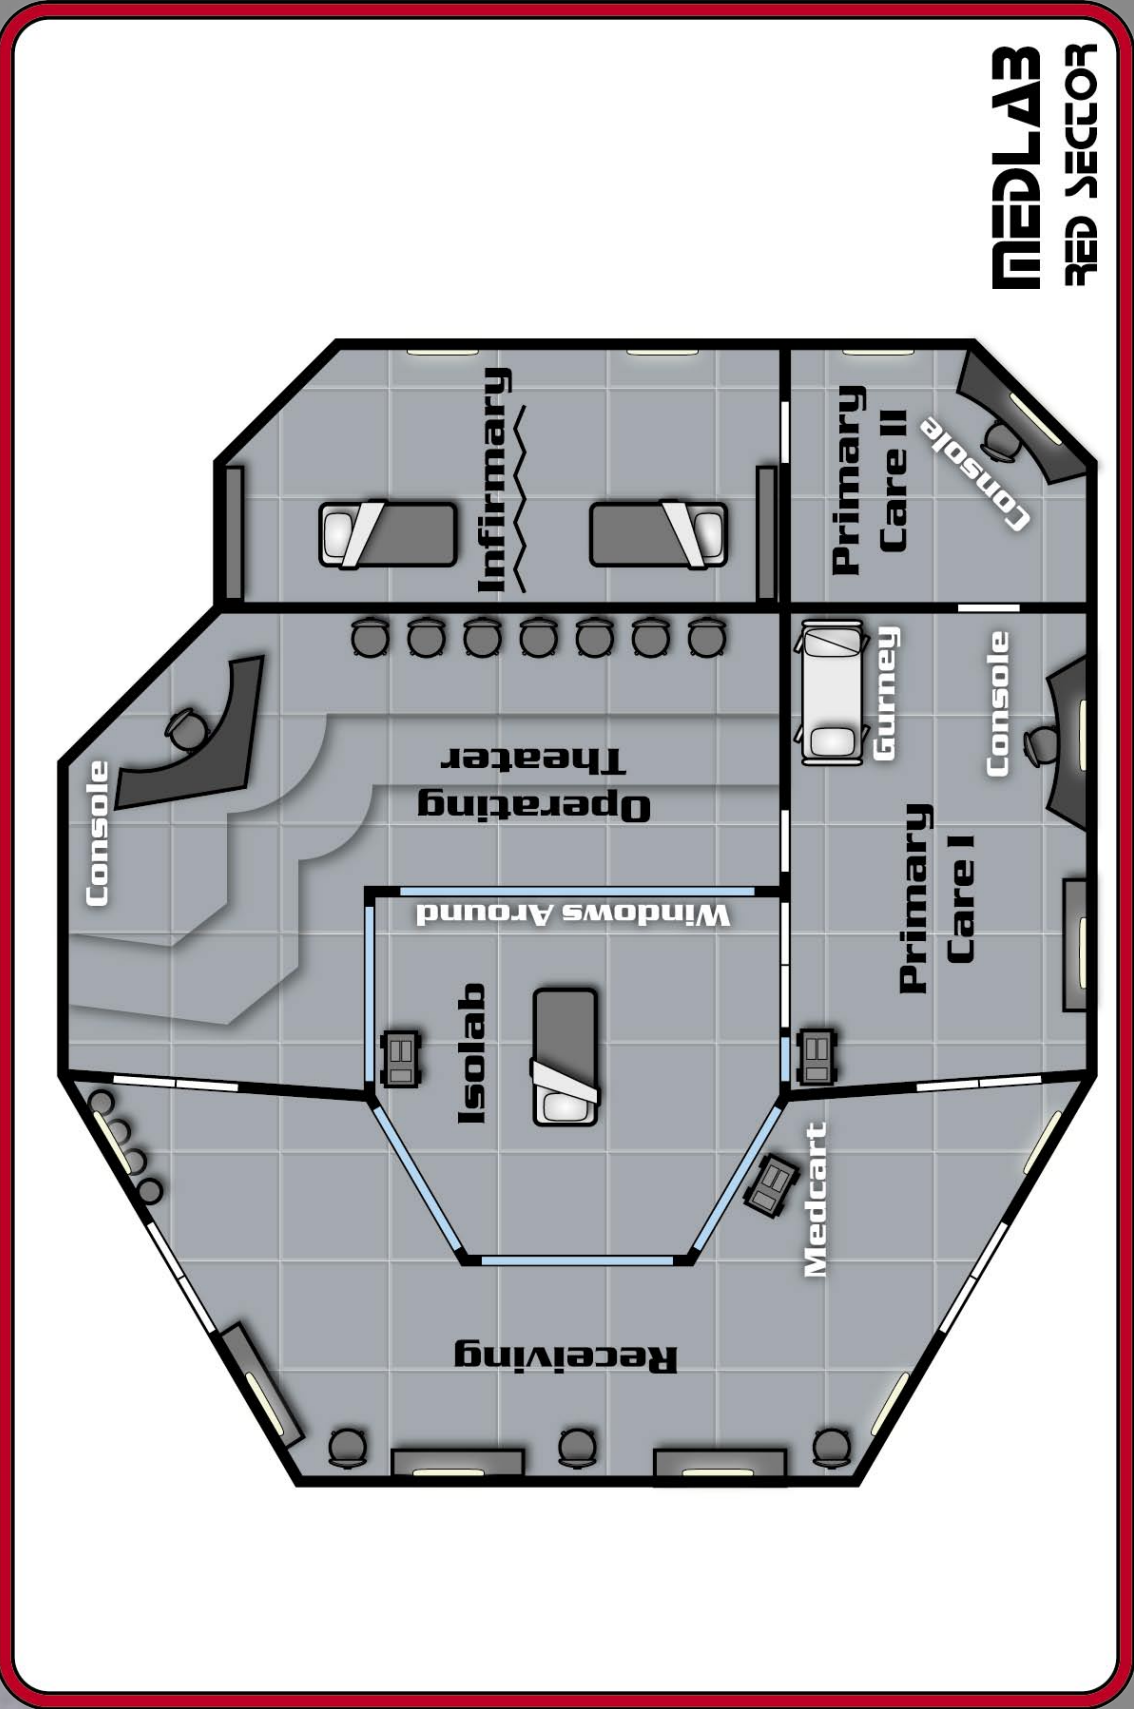 MEDLAB
RED SECTOR
Infirmary
Primary
Care II
Console
Console
Operating
Theater
Gurney
Console
Primary
Care I
Windows Around
Isolab
Medcart
Receiving